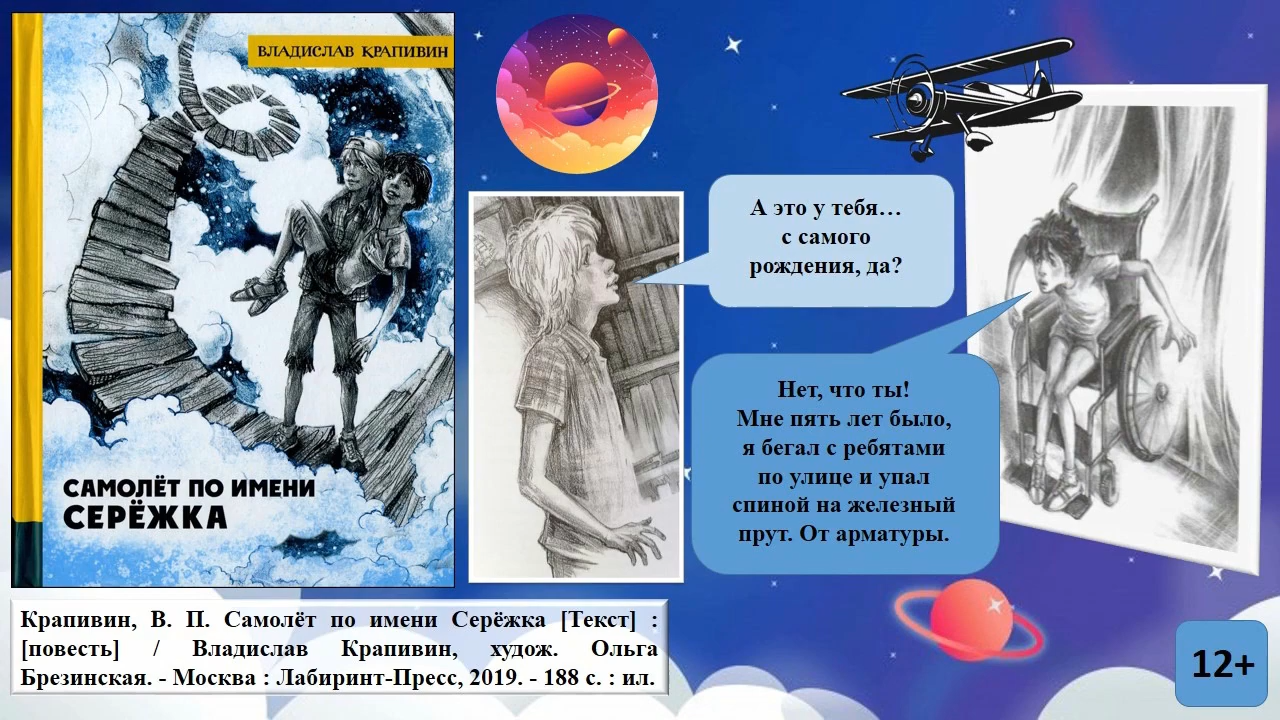 ВЛАДИСЛАВ КРАПИВИН
САМОЛЁТ ПО ИМЕНИ
СЕРЁЖКА
А это у тебя…
с самого
рождения, да?
Нет, что ты!
Мне пять лет было,
я бегал с ребятами
по улице и упал
спиной на железный
прут. От арматуры.
Крапивин, В. П. Самолёт по имени Серёжка [Текст] :
[повесть] / Владислав Крапивин, худож. Ольга
Брезинская. - Москва : Лабиринт-Пресс, 2019. - 188 с. : ил.
12+